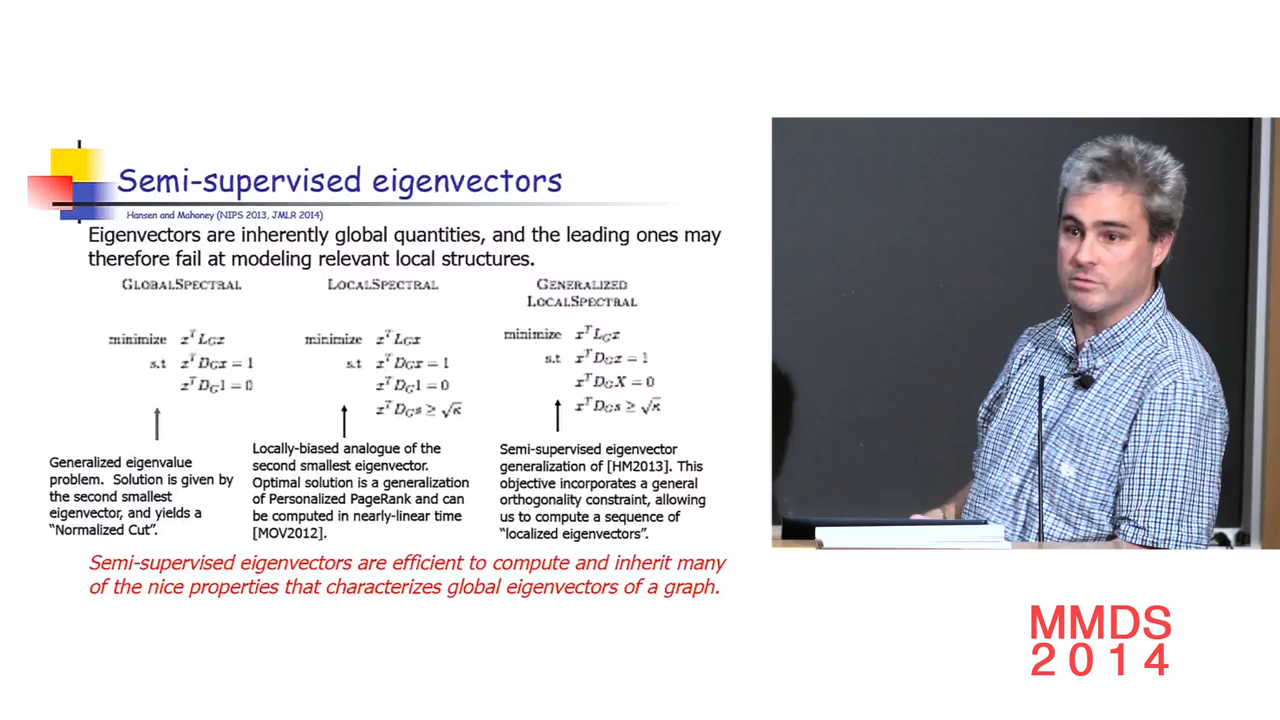 Semi-supervised eigenvectors
Hansen and Mahoney (NIPS 2013, JMLR 2014)
Eigenvectors are inherently global quantities, and the leading ones may
therefore fail at modeling relevant local structures.
GLOBALSPECTRAL
minimize x^T L_G x
s.t x^T D_G x = 1
x^T D_G 1 = 0
Generalized eigenvalue
problem. Solution is given by
the second smallest
eigenvector, and yields a
“Normalized Cut”.
LOCALSPECTRAL
minimize x^T L_G x
s.t x^T D_G x = 1
x^T D_G 1 = 0
x^T D_G s ≥ √κ
Locally-biased analogue of the
second smallest eigenvector.
Optimal solution is a generalization
of Personalized PageRank and can
be computed in nearly-linear time
[MOV2012].
GENERALIZED
LOCALSPECTRAL
minimize x^T L_G x
s.t x^T D_G x = 1
x^T D_G X = 0
x^T D_G s ≥ √κ
Semi-supervised eigenvector
generalization of [HM2013]. This
objective incorporates a general
orthogonality constraint, allowing
us to compute a sequence of
“localized eigenvectors”.
Semi-supervised eigenvectors are efficient to compute and inherit many
of the nice properties that characterizes global eigenvectors of a graph.
MMDS
2014